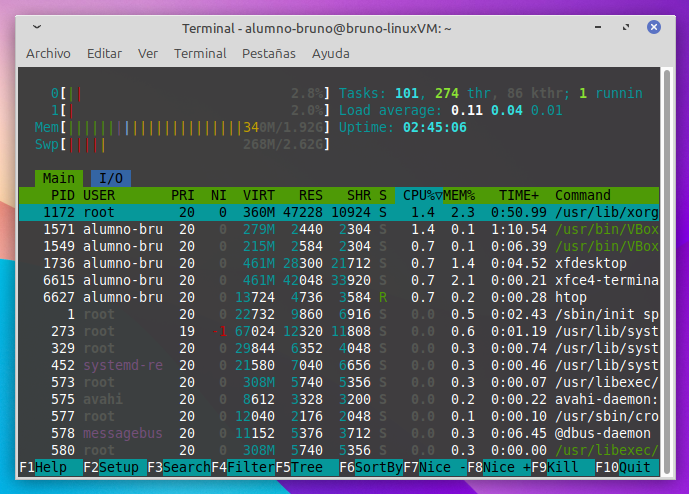 Terminal - alumno-bruno@bruno-linuxVM: ~
Archivo Editar Ver Terminal Pestañas Ayuda
0[|| 2.8%] Tasks: 101, 274 thr, 86 kthr; 1 runnin
1[| 2.0%] Load average: 0.11 0.04 0.01
Mem[||||||||||||||||||||||340M/1.92G] Uptime: 02:45:06
Swp[||||| 268M/2.62G]
Main I/O
PID USER PRI NI VIRT RES SHR S CPU%▽MEM% TIME+ Command
1172 root 20 0 360M 47228 10924 S 1.4 2.3 0:50.99 /usr/lib/xorg
1571 alumno-bru 20 0 279M 2440 2304 S 1.4 0.1 1:10.54 /usr/bin/VBox
1549 alumno-bru 20 0 215M 2584 2304 S 0.7 0.1 0:06.39 /usr/bin/VBox
1736 alumno-bru 20 0 461M 28300 21712 S 0.7 1.4 0:04.52 xfdesktop
6615 alumno-bru 20 0 461M 42048 33920 S 0.7 2.1 0:00.21 xfce4-termina
6627 alumno-bru 20 0 13724 4736 3584 R 0.7 0.2 0:00.28 htop
1 root 20 0 22732 9860 6916 S 0.0 0.5 0:02.43 /sbin/init sp
273 root 19 -1 67024 12320 11808 S 0.0 0.6 0:01.19 /usr/lib/syst
329 root 20 0 29844 6352 4048 S 0.0 0.3 0:00.74 /usr/lib/syst
452 systemd-re 20 0 21580 7040 6656 S 0.0 0.3 0:00.46 /usr/lib/syst
573 root 20 0 308M 5740 5356 S 0.0 0.3 0:00.07 /usr/libexec/
575 avahi 20 0 8612 3328 3200 S 0.0 0.2 0:00.22 avahi-daemon:
577 root 20 0 12040 2176 2048 S 0.0 0.1 0:00.10 /usr/sbin/cro
578 messagebus 20 0 11152 5376 3712 S 0.0 0.3 0:06.45 @dbus-daemon
580 root 20 0 308M 5740 5356 S 0.0 0.3 0:00.00 /usr/libexec/
F1Help F2Setup F3SearchF4FilterF5Tree F6SortByF7Nice -F8Nice +F9Kill F10Quit